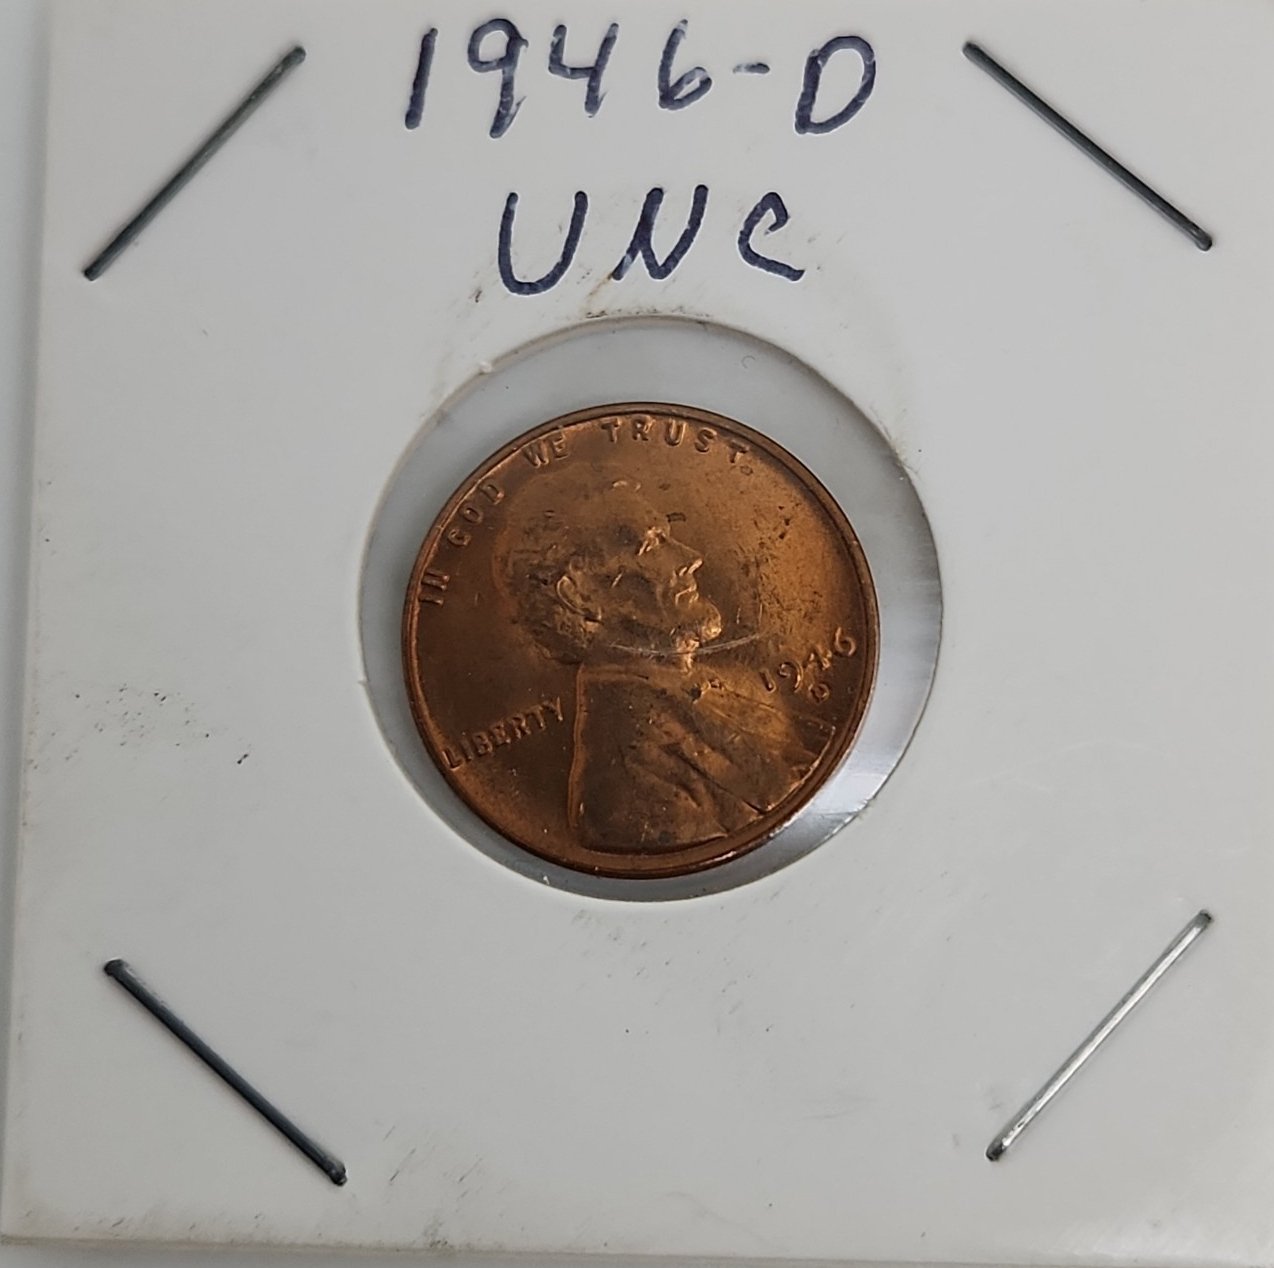 1946-D
UNC
IN GOD WE TRUST
LIBERTY
1946
D